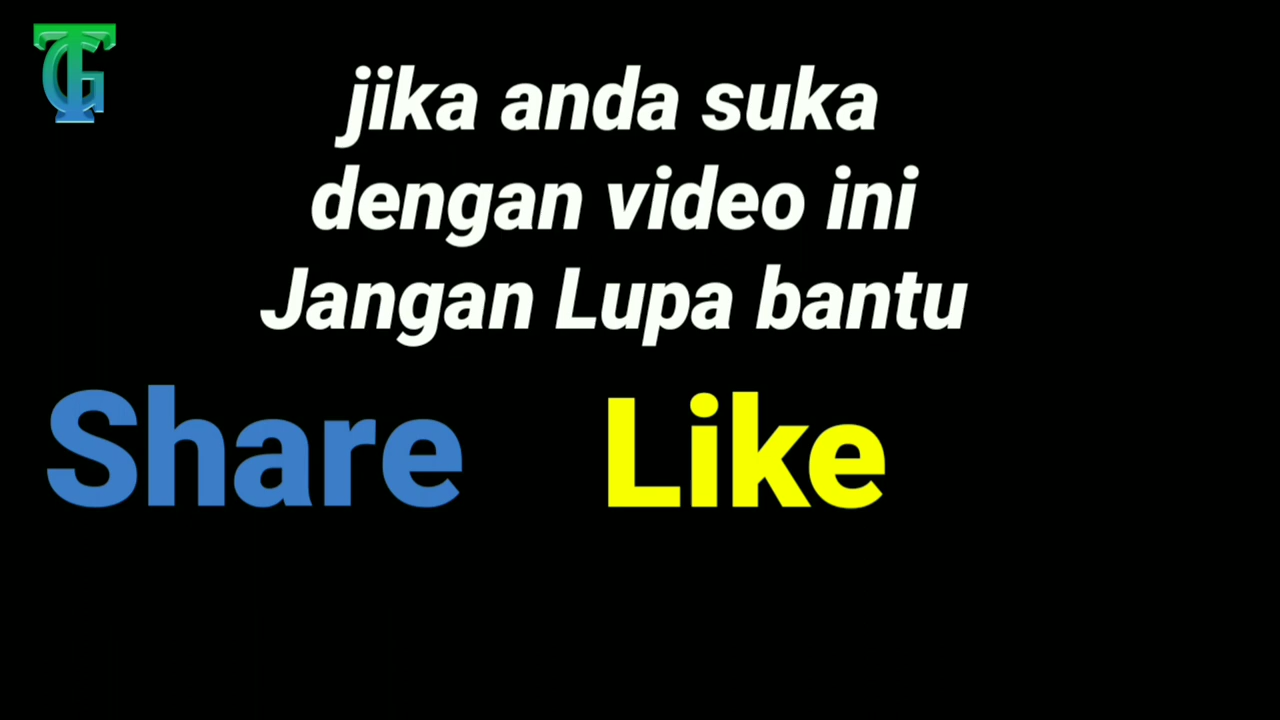 jika anda suka
dengan video ini
Jangan Lupa bantu
Share Like